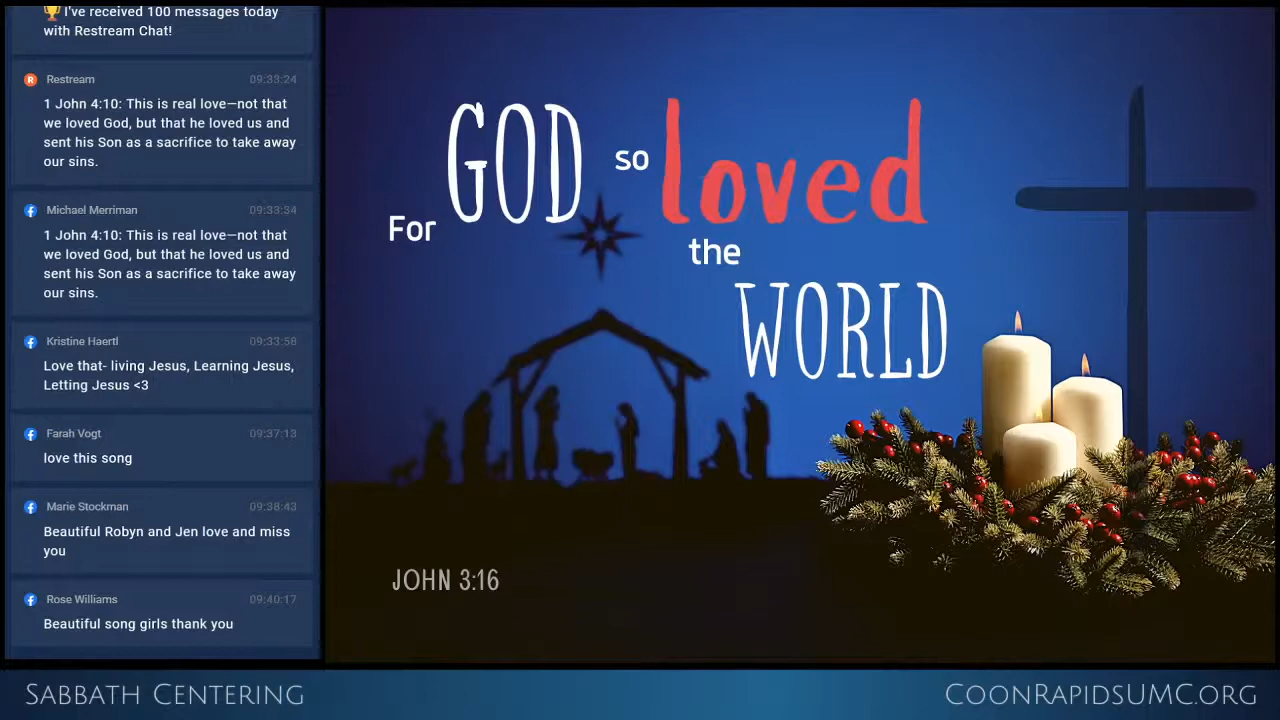 🏆I've received 100 messages today
with Restream Chat!
Restream 09:33:24
1 John 4:10: This is real love—not that
we loved God, but that he loved us and
sent his Son as a sacrifice to take away
our sins.
Michael Merriman 09:33:34
1 John 4:10: This is real love—not that
we loved God, but that he loved us and
sent his Son as a sacrifice to take away
our sins.
Kristine Haertl 09:33:58
Love that- living Jesus, Learning Jesus,
Letting Jesus <3
Farah Vogt 09:37:13
love this song
Marie Stockman 09:38:43
Beautiful Robyn and Jen love and miss
you
Rose Williams 09:40:17
Beautiful song girls thank you
For GOD so loved
the
WORLD
JOHN 3:16
SABBATH CENTERING
COONRAPIDSUMC.ORG